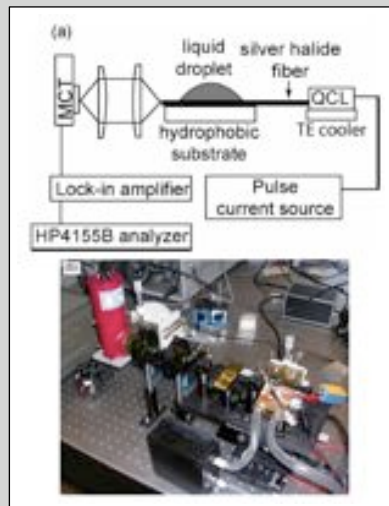 (a)
liquid
droplet
silver halide
fiber
MCT
QCL
hydrophobic
substrate
TE cooler
Lock-in amplifier
Pulse
current source
HP4155B analyzer
(b)